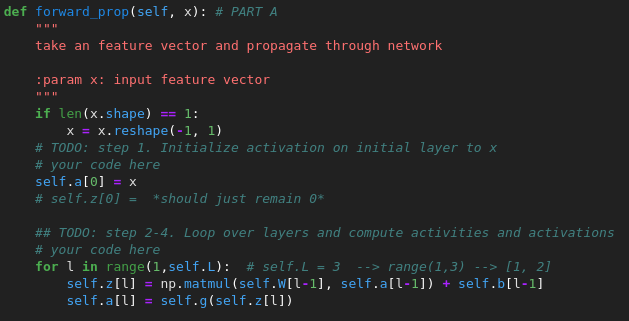 def forward_prop(self, x): # PART A
    """
    take an feature vector and propagate through network

    :param x: input feature vector
    """
    if len(x.shape) == 1:
        x = x.reshape(-1, 1)
    # TODO: step 1. Initialize activation on initial layer to x
    # your code here
    self.a[0] = x
    # self.z[0] =  *should just remain 0*

    ## TODO: step 2-4. Loop over layers and compute activities and activations
    # your code here
    for l in range(1,self.L):  # self.L = 3  --> range(1,3) --> [1, 2]
        self.z[l] = np.matmul(self.W[l-1], self.a[l-1]) + self.b[l-1]
        self.a[l] = self.g(self.z[l])